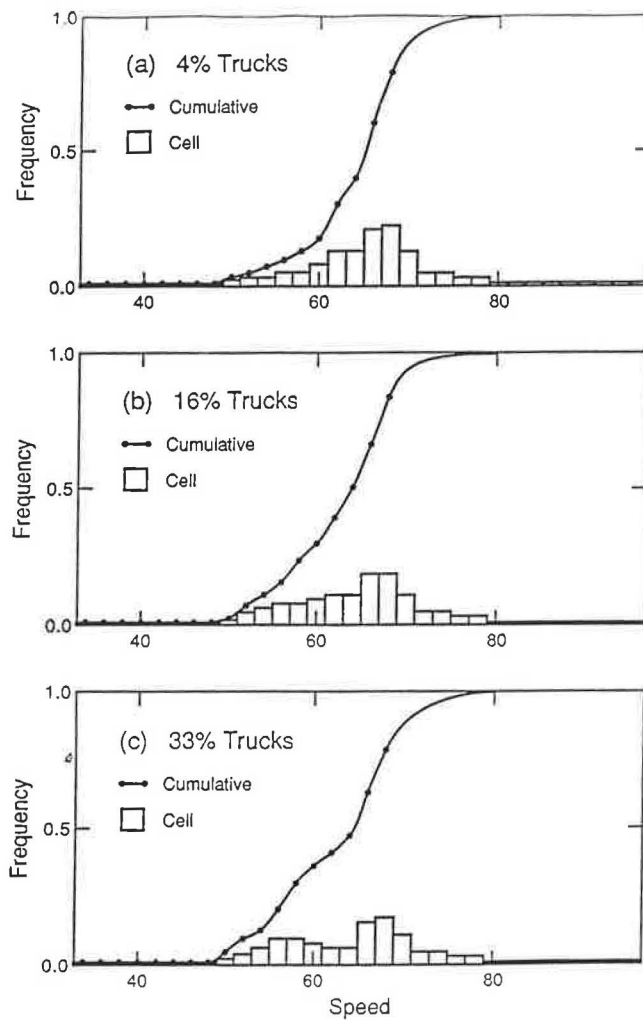 1.0
(a) 4% Trucks
Cumulative
Cell
0.5
Frequency
0.0
40 60 80
1.0
(b) 16% Trucks
Cumulative
Cell
0.5
Frequency
0.0
40 60 80
1.0
(c) 33% Trucks
Cumulative
Cell
0.5
Frequency
0.0
40 60 80
Speed